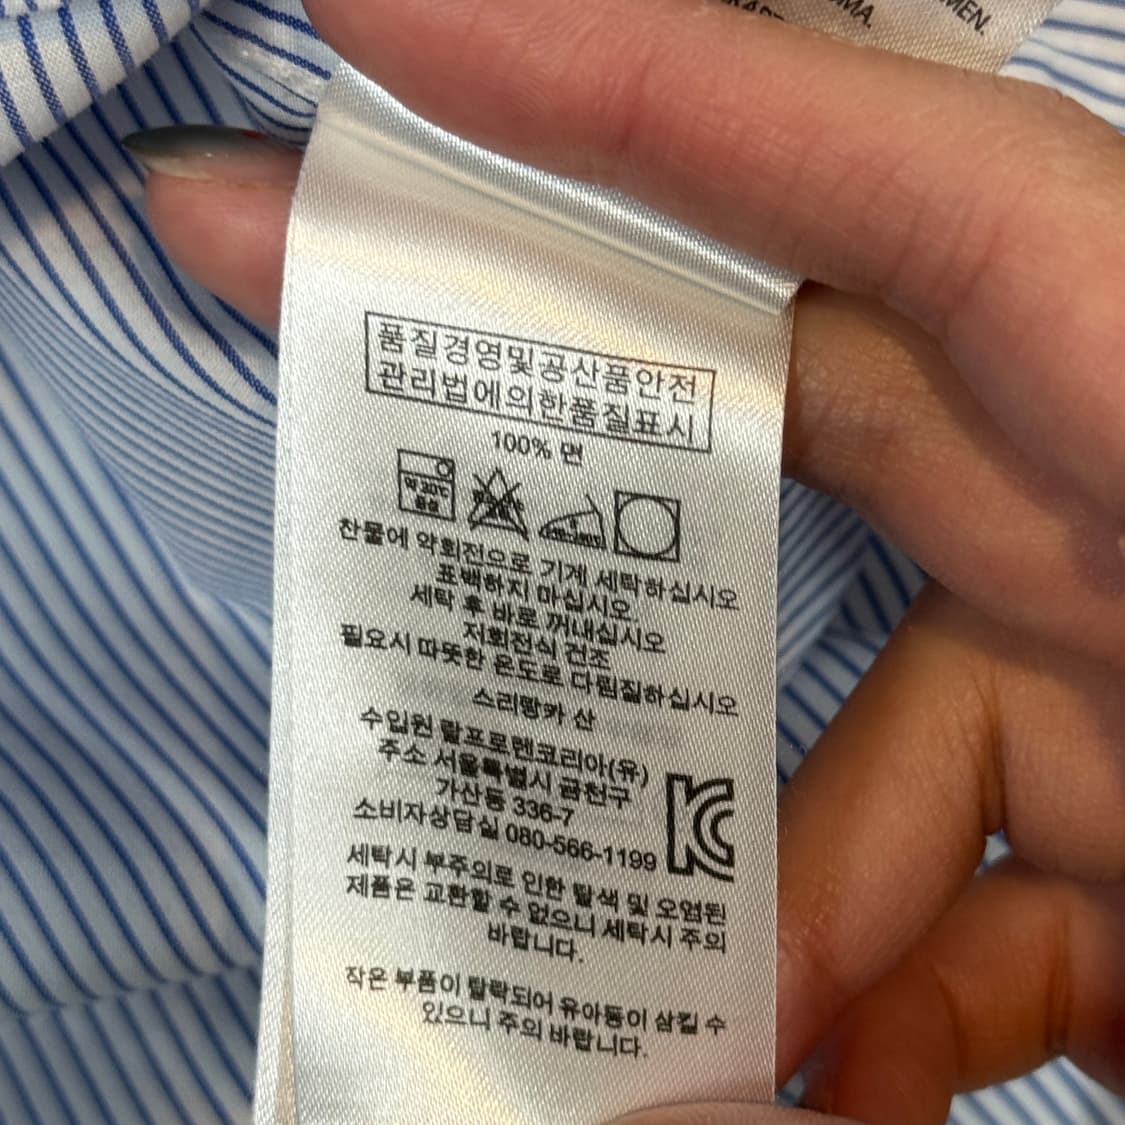 MEN.
품질경영및공산품안전
관리법에의한품질표시
100% 면
찬물에 약회전으로 기계 세탁하십시오
표백하지 마십시오.
세탁 후 바로 꺼내십시오
저회전식 건조
필요시 따뜻한 온도로 다림질하십시오
스리랑카 산
수입원 랄프로렌코리아(유)
주소 서울특별시 금천구
가산동 336-7
소비자상담실 080-566-1199
세탁시 부주의로 인한 탈색 및 오염된
제품은 교환할 수 없으니 세탁시 주의
바랍니다.
작은 부품이 탈락되어 유아동이 삼킬 수
있으니 주의 바랍니다.